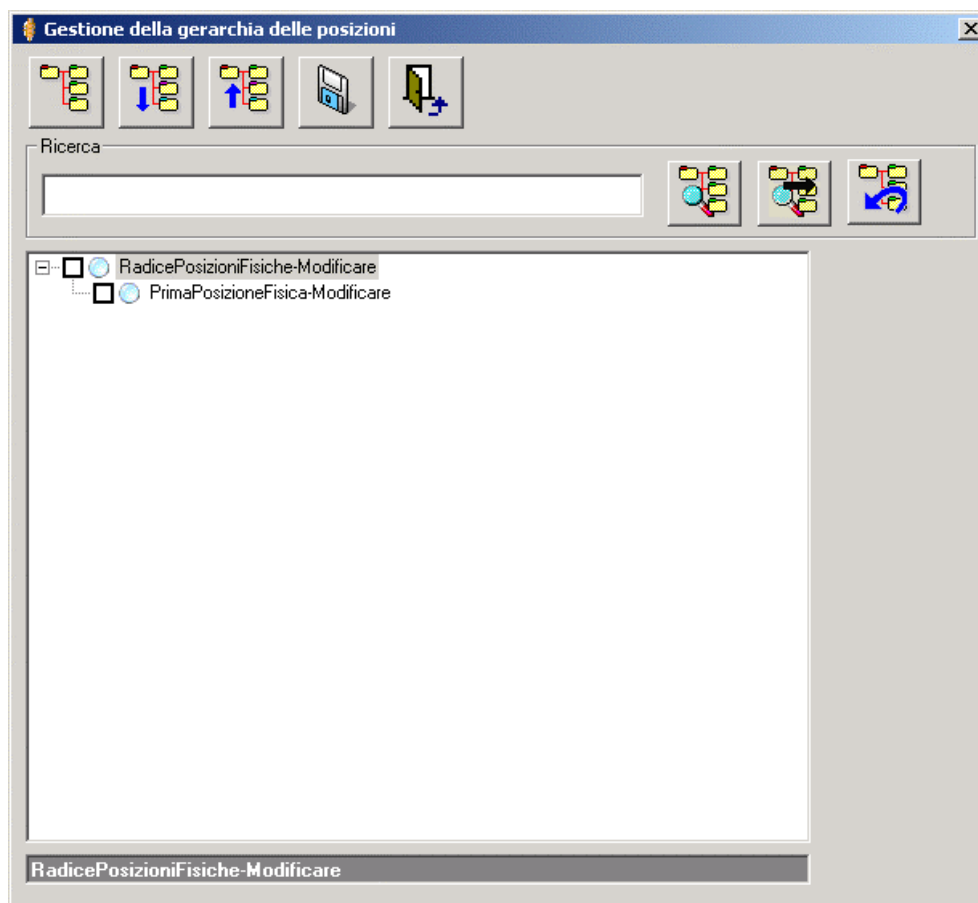 Gestione della gerarchia delle posizioni
Ricerca
RadicePosizioniFisiche-Modificare
PrimaPosizioneFisica-Modificare
RadicePosizioniFisiche-Modificare